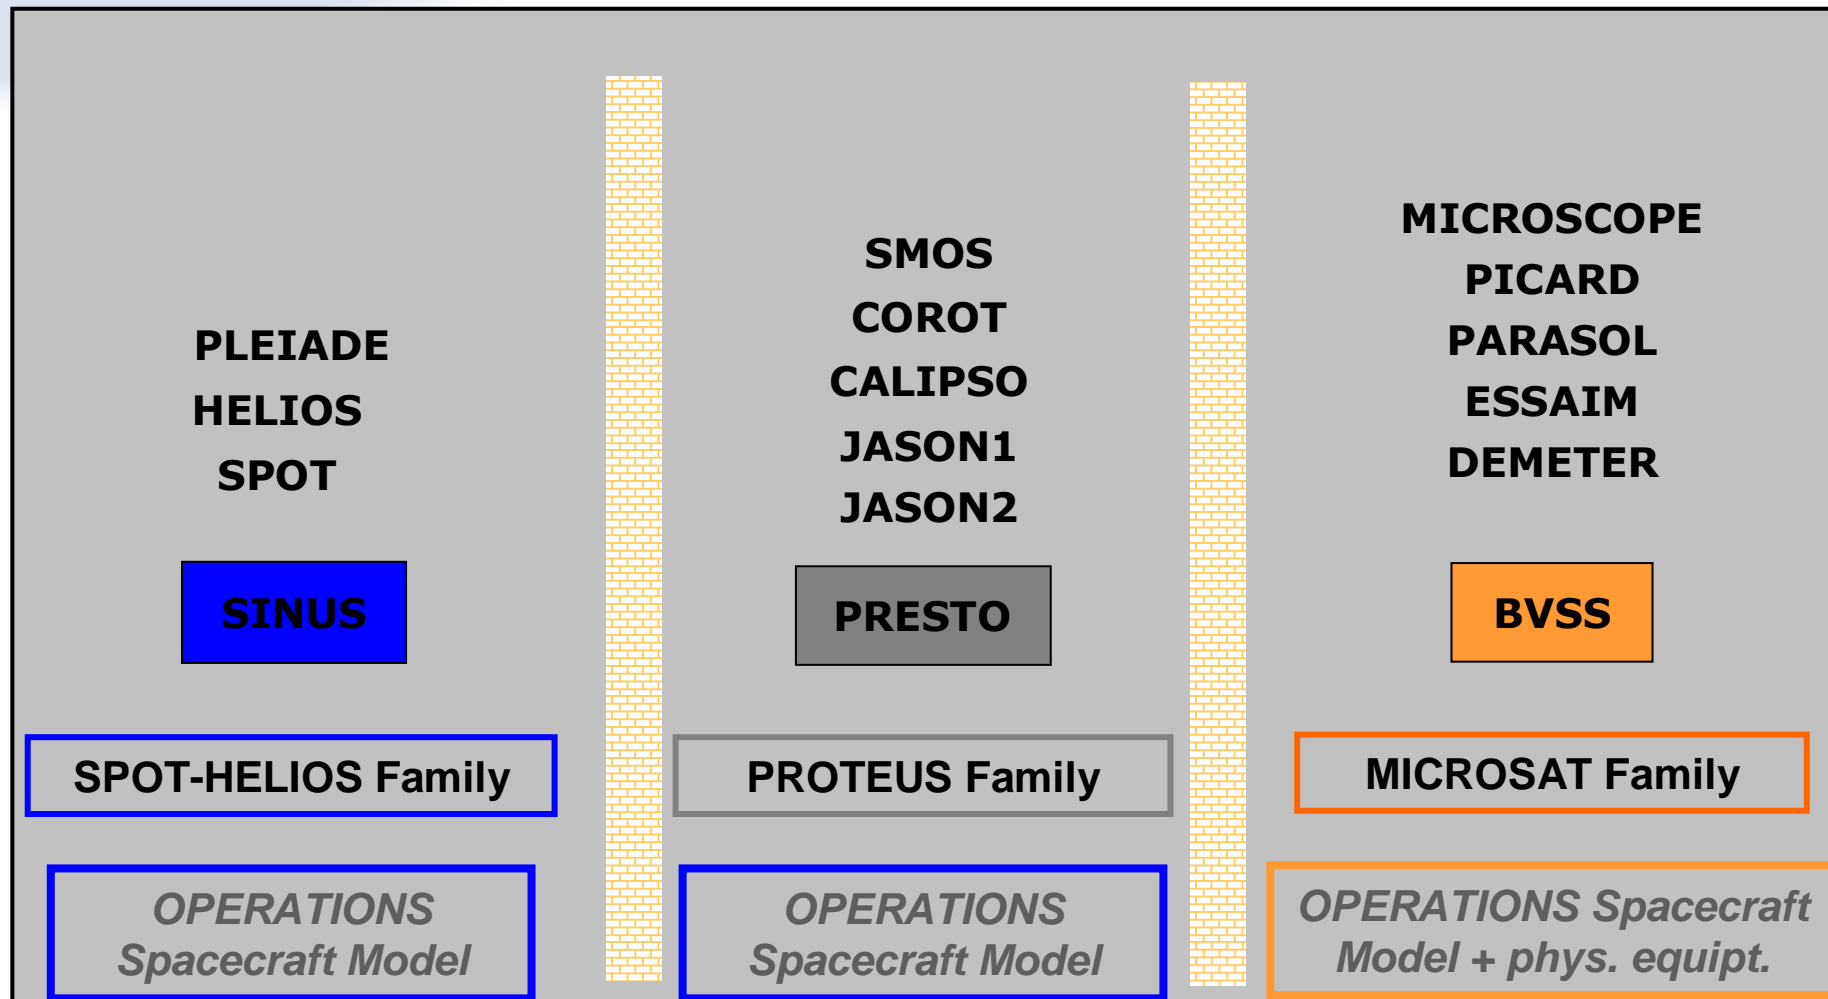 PLEIADE
HELIOS
SPOT
SINUS
SPOT-HELIOS Family
OPERATIONS
Spacecraft Model
SMOS
COROT
CALIPSO
JASON1
JASON2
PRESTO
PROTEUS Family
OPERATIONS
Spacecraft Model
MICROSCOPE
PICARD
PARASOL
ESSAIM
DEMETER
BVSS
MICROSAT Family
OPERATIONS Spacecraft
Model + phys. equipt.